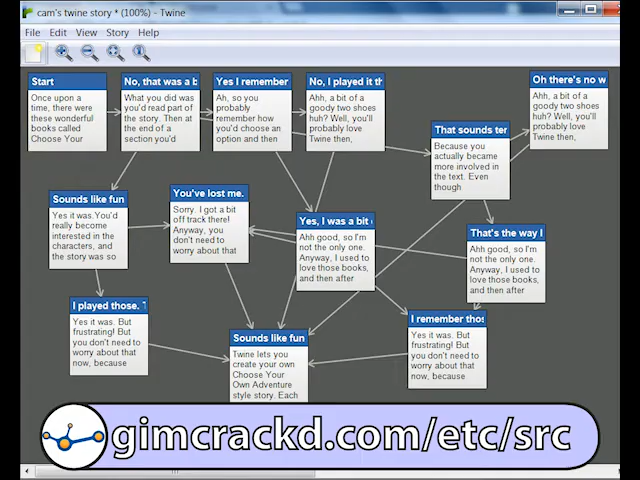 cam's twine story * (100%) - Twine
File Edit View Story Help
Start
Once upon a
time, there were
these wonderful
books called
Choose Your
No, that was a b
What you did was
you'd read part of
the story. Then at
the end of a
section you'd
Yes I remember
Ah, so you
probably
remember how
you'd choose an
option and then
No, I played it th
Ahh, a bit of a
goody two shoes
huh? Well, you'll
probably love
Twine then,
Oh there's no w
Ahh, a bit of a
goody two shoes
huh? Well, you'll
probably love
Twine then,
That sounds ter
Because you
actually became
more involved in
the text. Even
though
Sounds like fun
Yes it was.You'd
really become
interested in the
characters, and
the story was so
You've lost me.
Sorry. I got a bit
off track there!
Anyway, you
don't need to
worry about that
Yes, I was a bit
Ahh good, so I'm
not the only one.
Anyway, I used to
love those books,
and then after
That's the way I
Ahh good, so I'm
not the only one.
Anyway, I used to
love those books,
and then after
I played those. T
Yes it was. But
frustrating! But
you don't need to
worry about that
now, because
Sounds like fun
Twine lets you
create your own
Choose Your
Own Adventure
style story. Each
I remember thos
Yes it was. But
frustrating! But
you don't need to
worry about that
now, because
gimcrackd.com/etc/src